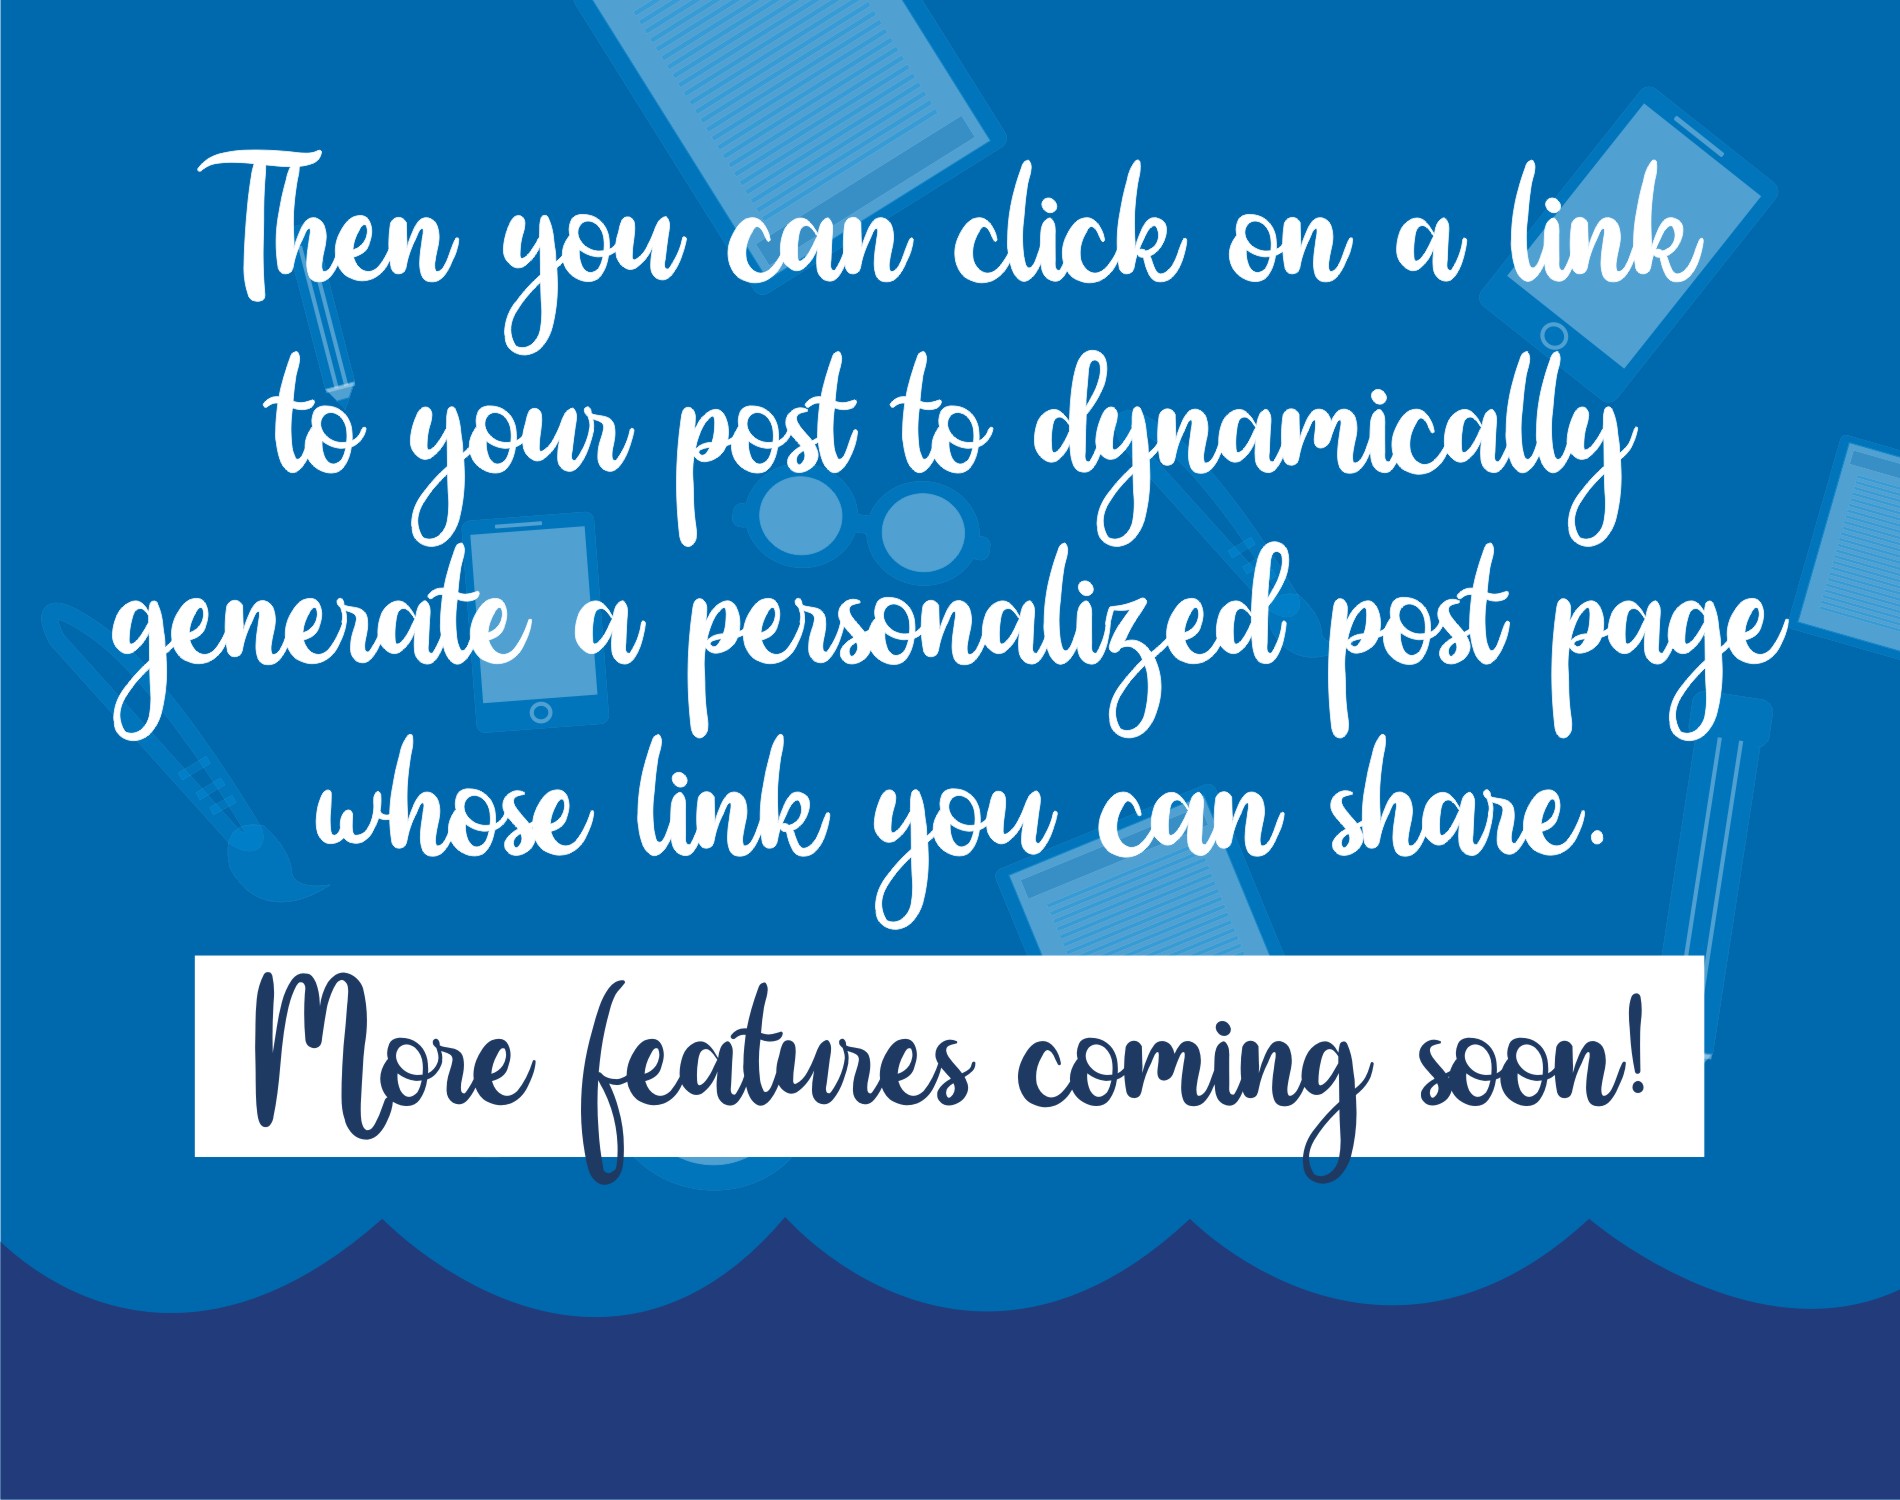 Then you can click on a link
to your post to dynamically
generate a personalized post page
whose link you can share.
More features coming soon!